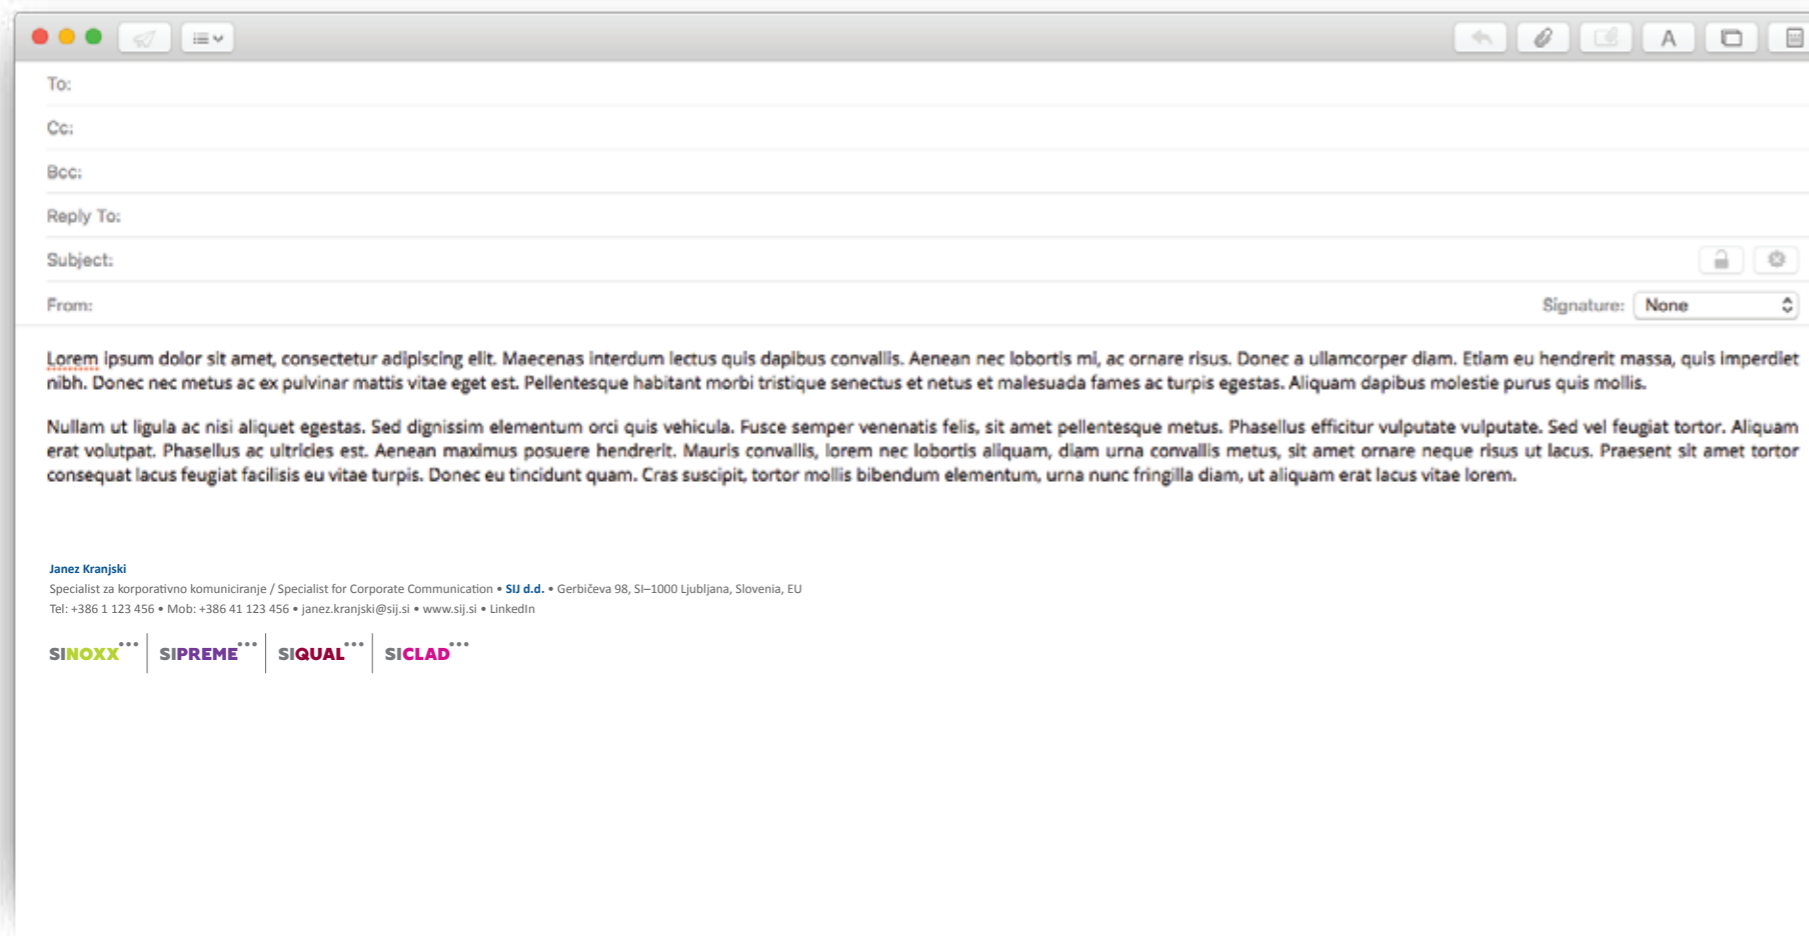 A
To:
Cc:
Bcc:
Reply To:
Subject:
From:
Signature: None
Lorem ipsum dolor sit amet, consectetur adipiscing elit. Maecenas interdum lectus quis dapibus convallis. Aenean nec lobortis mi, ac ornare risus. Donec a ullamcorper diam. Etiam eu hendrerit massa, quis imperdiet
nibh. Donec nec metus ac ex pulvinar mattis vitae eget est. Pellentesque habitant morbi tristique senectus et netus et malesuada fames ac turpis egestas. Aliquam dapibus molestie purus quis mollis.
Nullam ut ligula ac nisi aliquet egestas. Sed dignissim elementum orci quis vehicula. Fusce semper venenatis felis, sit amet pellentesque metus. Phasellus efficitur vulputate vulputate. Sed vel feugiat tortor. Aliquam
erat volutpat. Phasellus ac ultricies est. Aenean maximus posuere hendrerit. Mauris convallis, lorem nec lobortis aliquam, diam urna convallis metus, sit amet ornare neque risus ut lacus. Praesent sit amet tortor
consequat lacus feugiat facilisis eu vitae turpis. Donec eu tincidunt quam. Cras suscipit, tortor mollis bibendum elementum, urna nunc fringilla diam, ut aliquam erat lacus vitae lorem.
Janez Kranjski
Specialist za korporativno komuniciranje / Specialist for Corporate Communication • SIJ d.d. • Gerbičeva 98, SI–1000 Ljubljana, Slovenia, EU
Tel: +386 1 123 456 • Mob: +386 41 123 456 • janez.kranjski@sij.si • www.sij.si • LinkedIn
SINOXX••• | SIPREME••• | SIQUAL••• | SICLAD•••